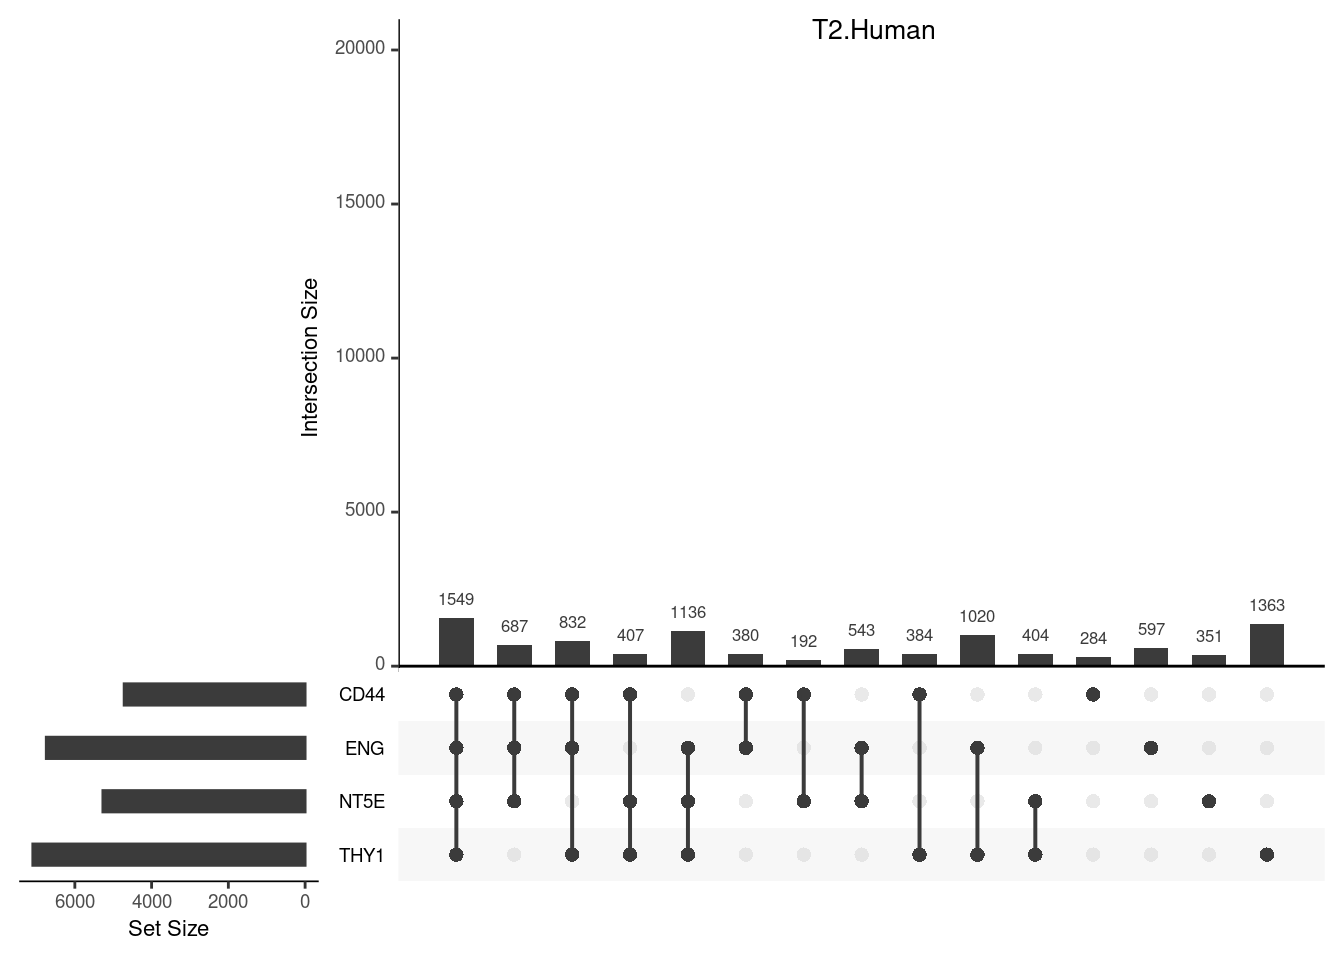 T2.Human
20000
15000
10000
5000
0
Intersection Size
1549 687 832 407 1136 380 192 543 384 1020 404 284 597 351 1363
CD44
ENG
NT5E
THY1
6000 4000 2000 0
Set Size